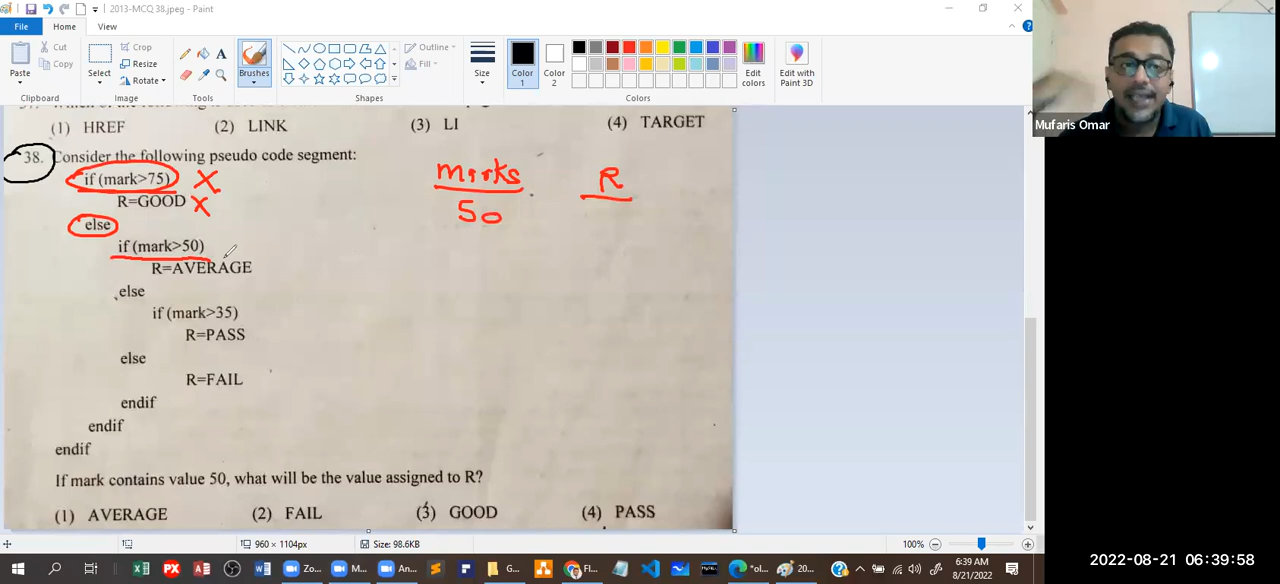 2013-MCQ 38.jpeg - Paint
File Home View
Paste Cut Copy Clipboard
Select Crop Resize Rotate Image
Tools
Brushes
Shapes Outline Fill
Size
Color 1 Color 2 Edit colors Edit with Paint 3D Colors
Mufaris Omar
(1) HREF (2) LINK (3) LI (4) TARGET
38. Consider the following pseudo code segment:
if (mark>75) X
R=GOOD X
else
if (mark>50)
R=AVERAGE
else
if (mark>35)
R=PASS
else
R=FAIL
endif
endif
endif
marks R
50
If mark contains value 50, what will be the value assigned to R?
(1) AVERAGE (2) FAIL (3) GOOD (4) PASS
960 × 1104px Size: 98.6KB 100%
Zo... M... An... G... Fl... "ol... 20...
6:39 AM
8/21/2022
2022-08-21 06:39:58